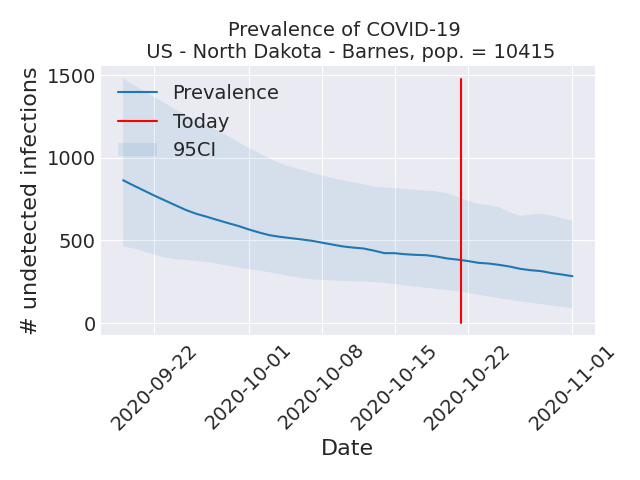 Prevalence of COVID-19
US - North Dakota - Barnes, pop. = 10415
# undetected infections
1500
1000
500
0
Prevalence
Today
95CI
2020-09-22
2020-10-01
2020-10-08
2020-10-15
2020-10-22
2020-11-01
Date